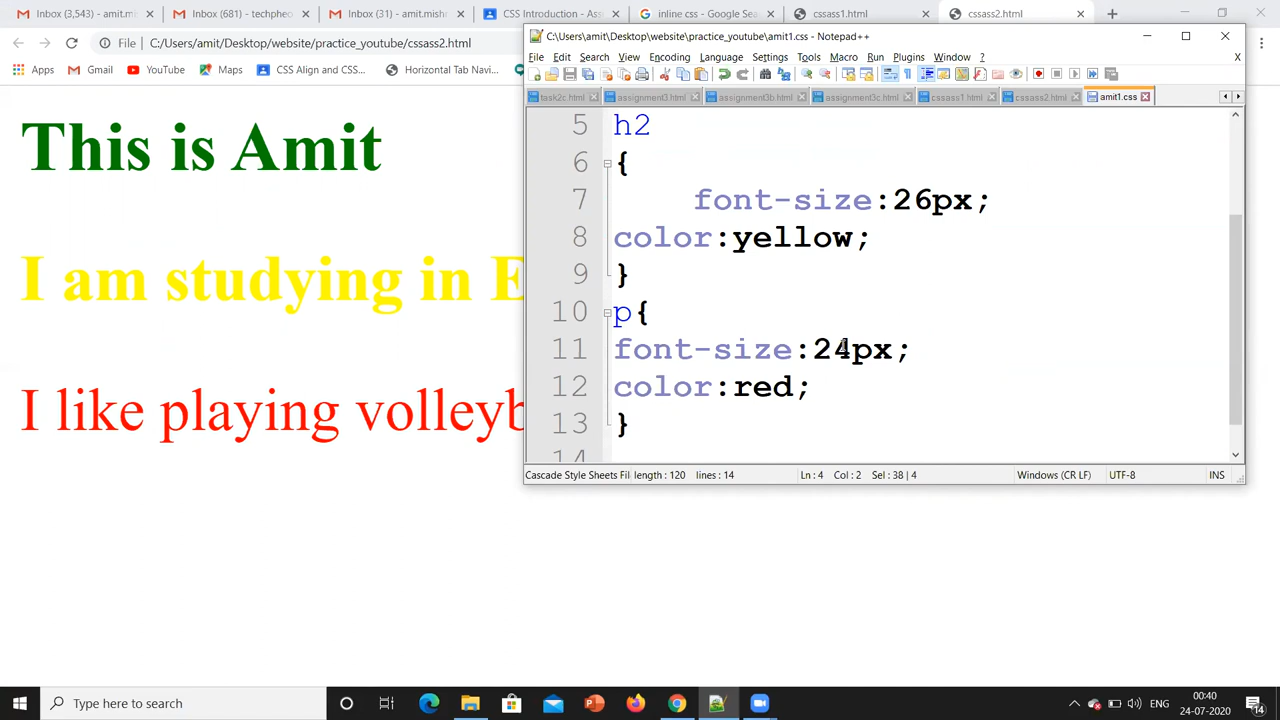 Inbox (3,543) - amit.mis
Inbox (681) - techpheo
Inbox (31) - amit.mishr
CSS Introduction - Assi
inline css - Google Sea
cssass1.html
cssass2.html
File
C:/Users/amit/Desktop/website/practice_youtube/cssass2.html
Apps
Gmail
YouTube
Maps
CSS Align and CSS...
Horizontal Tab Navi...
This is Amit
I am studying in E
I like playing volleyb
C:\Users\amit\Desktop\website\practice_youtube\amit1.css - Notepad++
File Edit Search View Encoding Language Settings Tools Macro Run Plugins Window ?
X
task2c.html
assignment3.html
assignment3b.html
assignment3c.html
cssass1.html
cssass2.html
amit1.css
5 h2
6 {
7 font-size:26px;
8 color:yellow;
9 }
10 p{
11 font-size:24px;
12 color:red;
13 }
14
Cascade Style Sheets Fil length : 120 lines : 14 Ln : 4 Col : 2 Sel : 38 | 4 Windows (CR LF) UTF-8 INS
Type here to search
ENG
00:40
24-07-2020
14